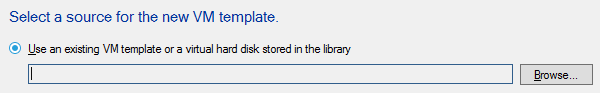 Select a source for the new VM template.
Use an existing VM template or a virtual hard disk stored in the library
Browse...